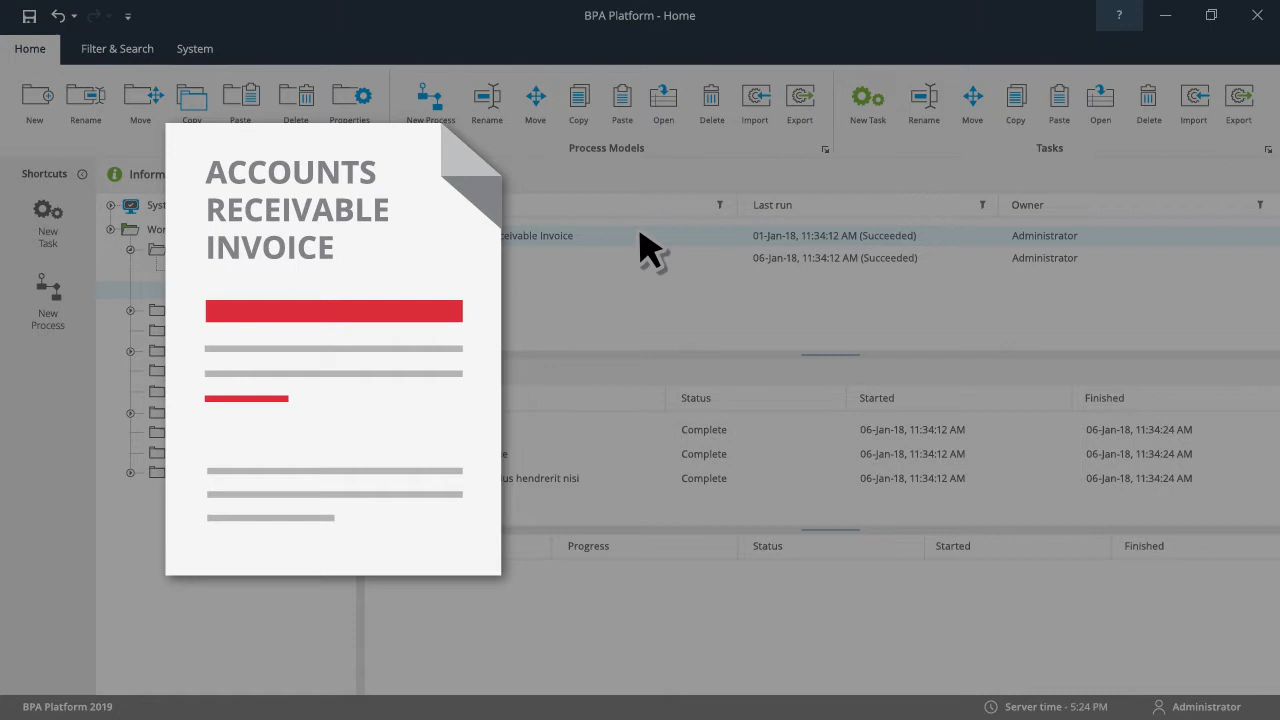 BPA Platform - Home
?
Home
Filter & Search
System
New
Rename
Move
Copy
Paste
Delete
Properties
New Process
Rename
Move
Copy
Paste
Open
Delete
Import
Export
New Task
Rename
Move
Copy
Paste
Open
Delete
Import
Export
Process Models
Tasks
Shortcuts
Inform
New
Task
New
Process
Sys
Wor
ACCOUNTS
RECEIVABLE
INVOICE
Last run
Owner
ceivable Invoice
01-Jan-18, 11:34:12 AM (Succeeded)
Administrator
06-Jan-18, 11:34:12 AM (Succeeded)
Administrator
Status
Started
Finished
Complete
06-Jan-18, 11:34:12 AM
06-Jan-18, 11:34:24 AM
e
Complete
06-Jan-18, 11:34:12 AM
06-Jan-18, 11:34:24 AM
us hendrerit nisi
Complete
06-Jan-18, 11:34:12 AM
06-Jan-18, 11:34:24 AM
Progress
Status
Started
Finished
BPA Platform 2019
Server time - 5:24 PM
Administrator